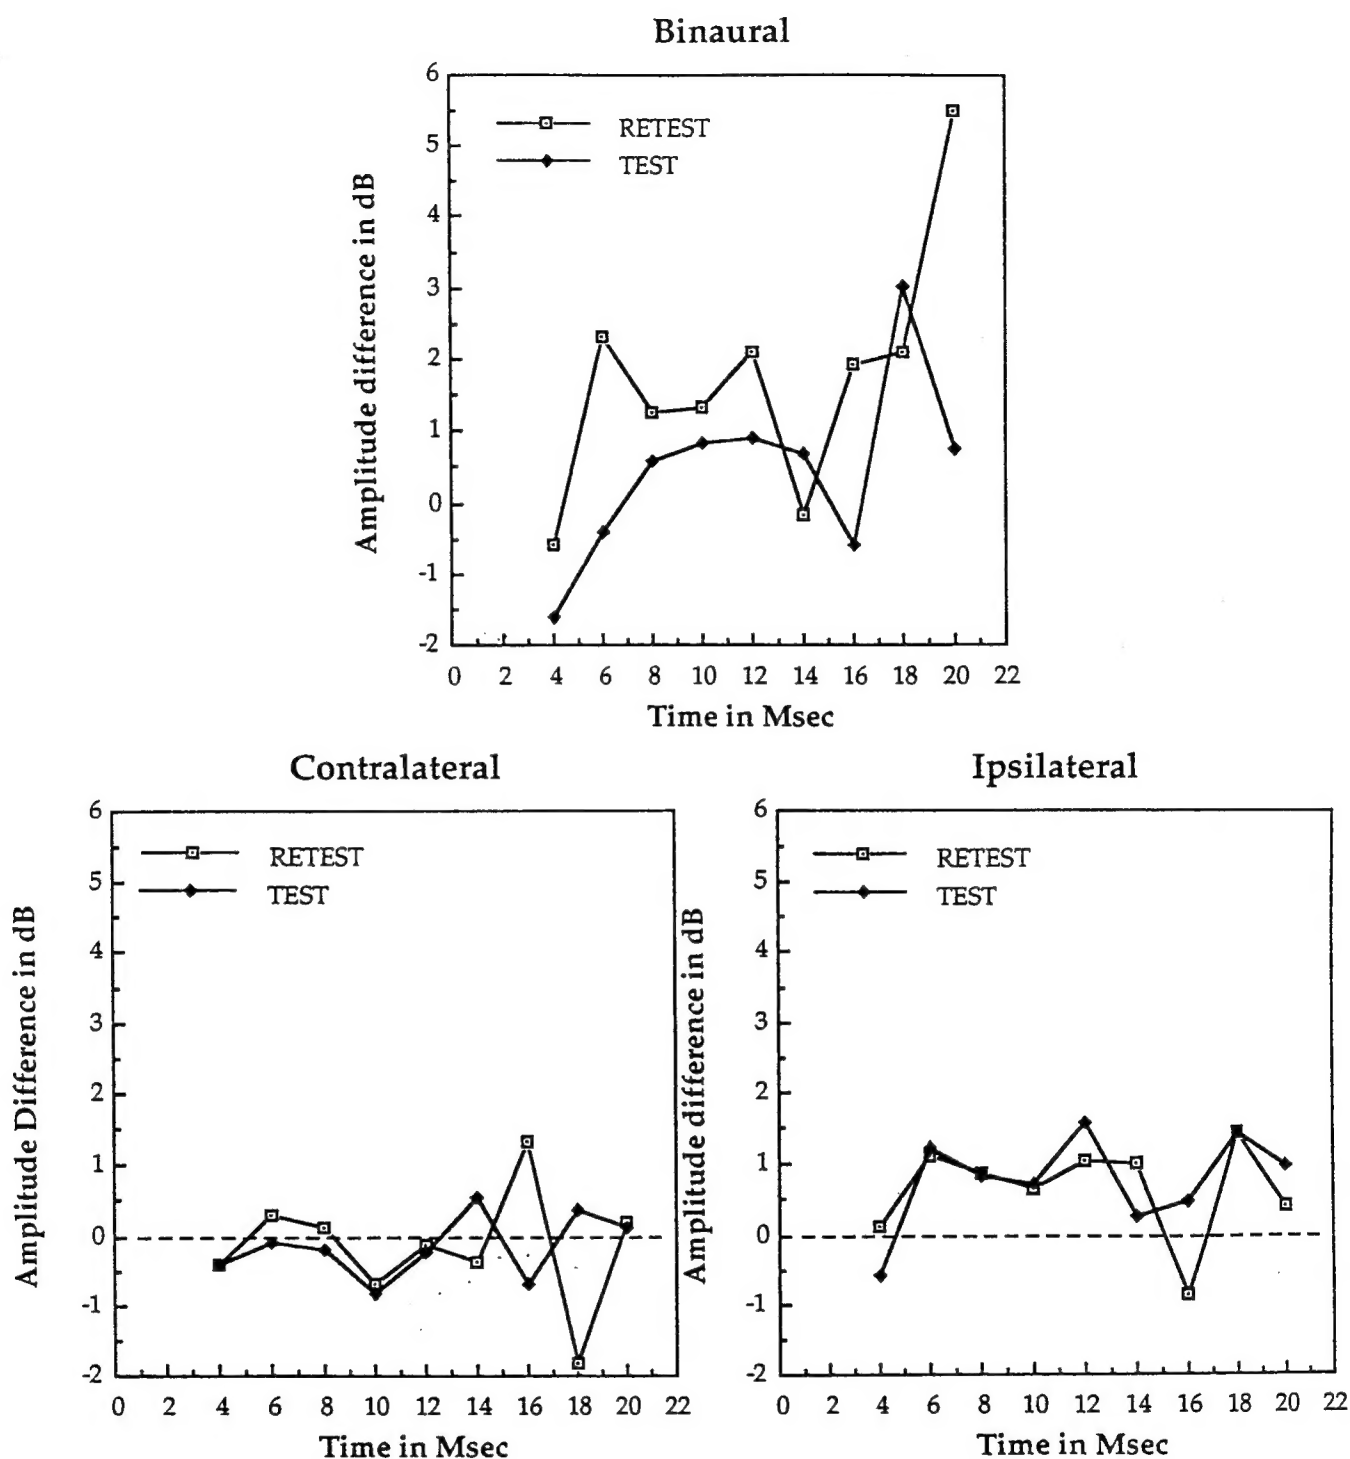 Binaural
6
RETEST
5
TEST
4
3
2
1
0
-1
-2
Amplitude difference in dB
0 2 4 6 8 10 12 14 16 18 20 22
Time in Msec
Contralateral
6
RETEST
5
TEST
4
3
2
1
0
-1
-2
Amplitude Difference in dB
0 2 4 6 8 10 12 14 16 18 20 22
Time in Msec
Ipsilateral
6
RETEST
5
TEST
4
3
2
1
0
-1
-2
Amplitude difference in dB
0 2 4 6 8 10 12 14 16 18 20 22
Time in Msec